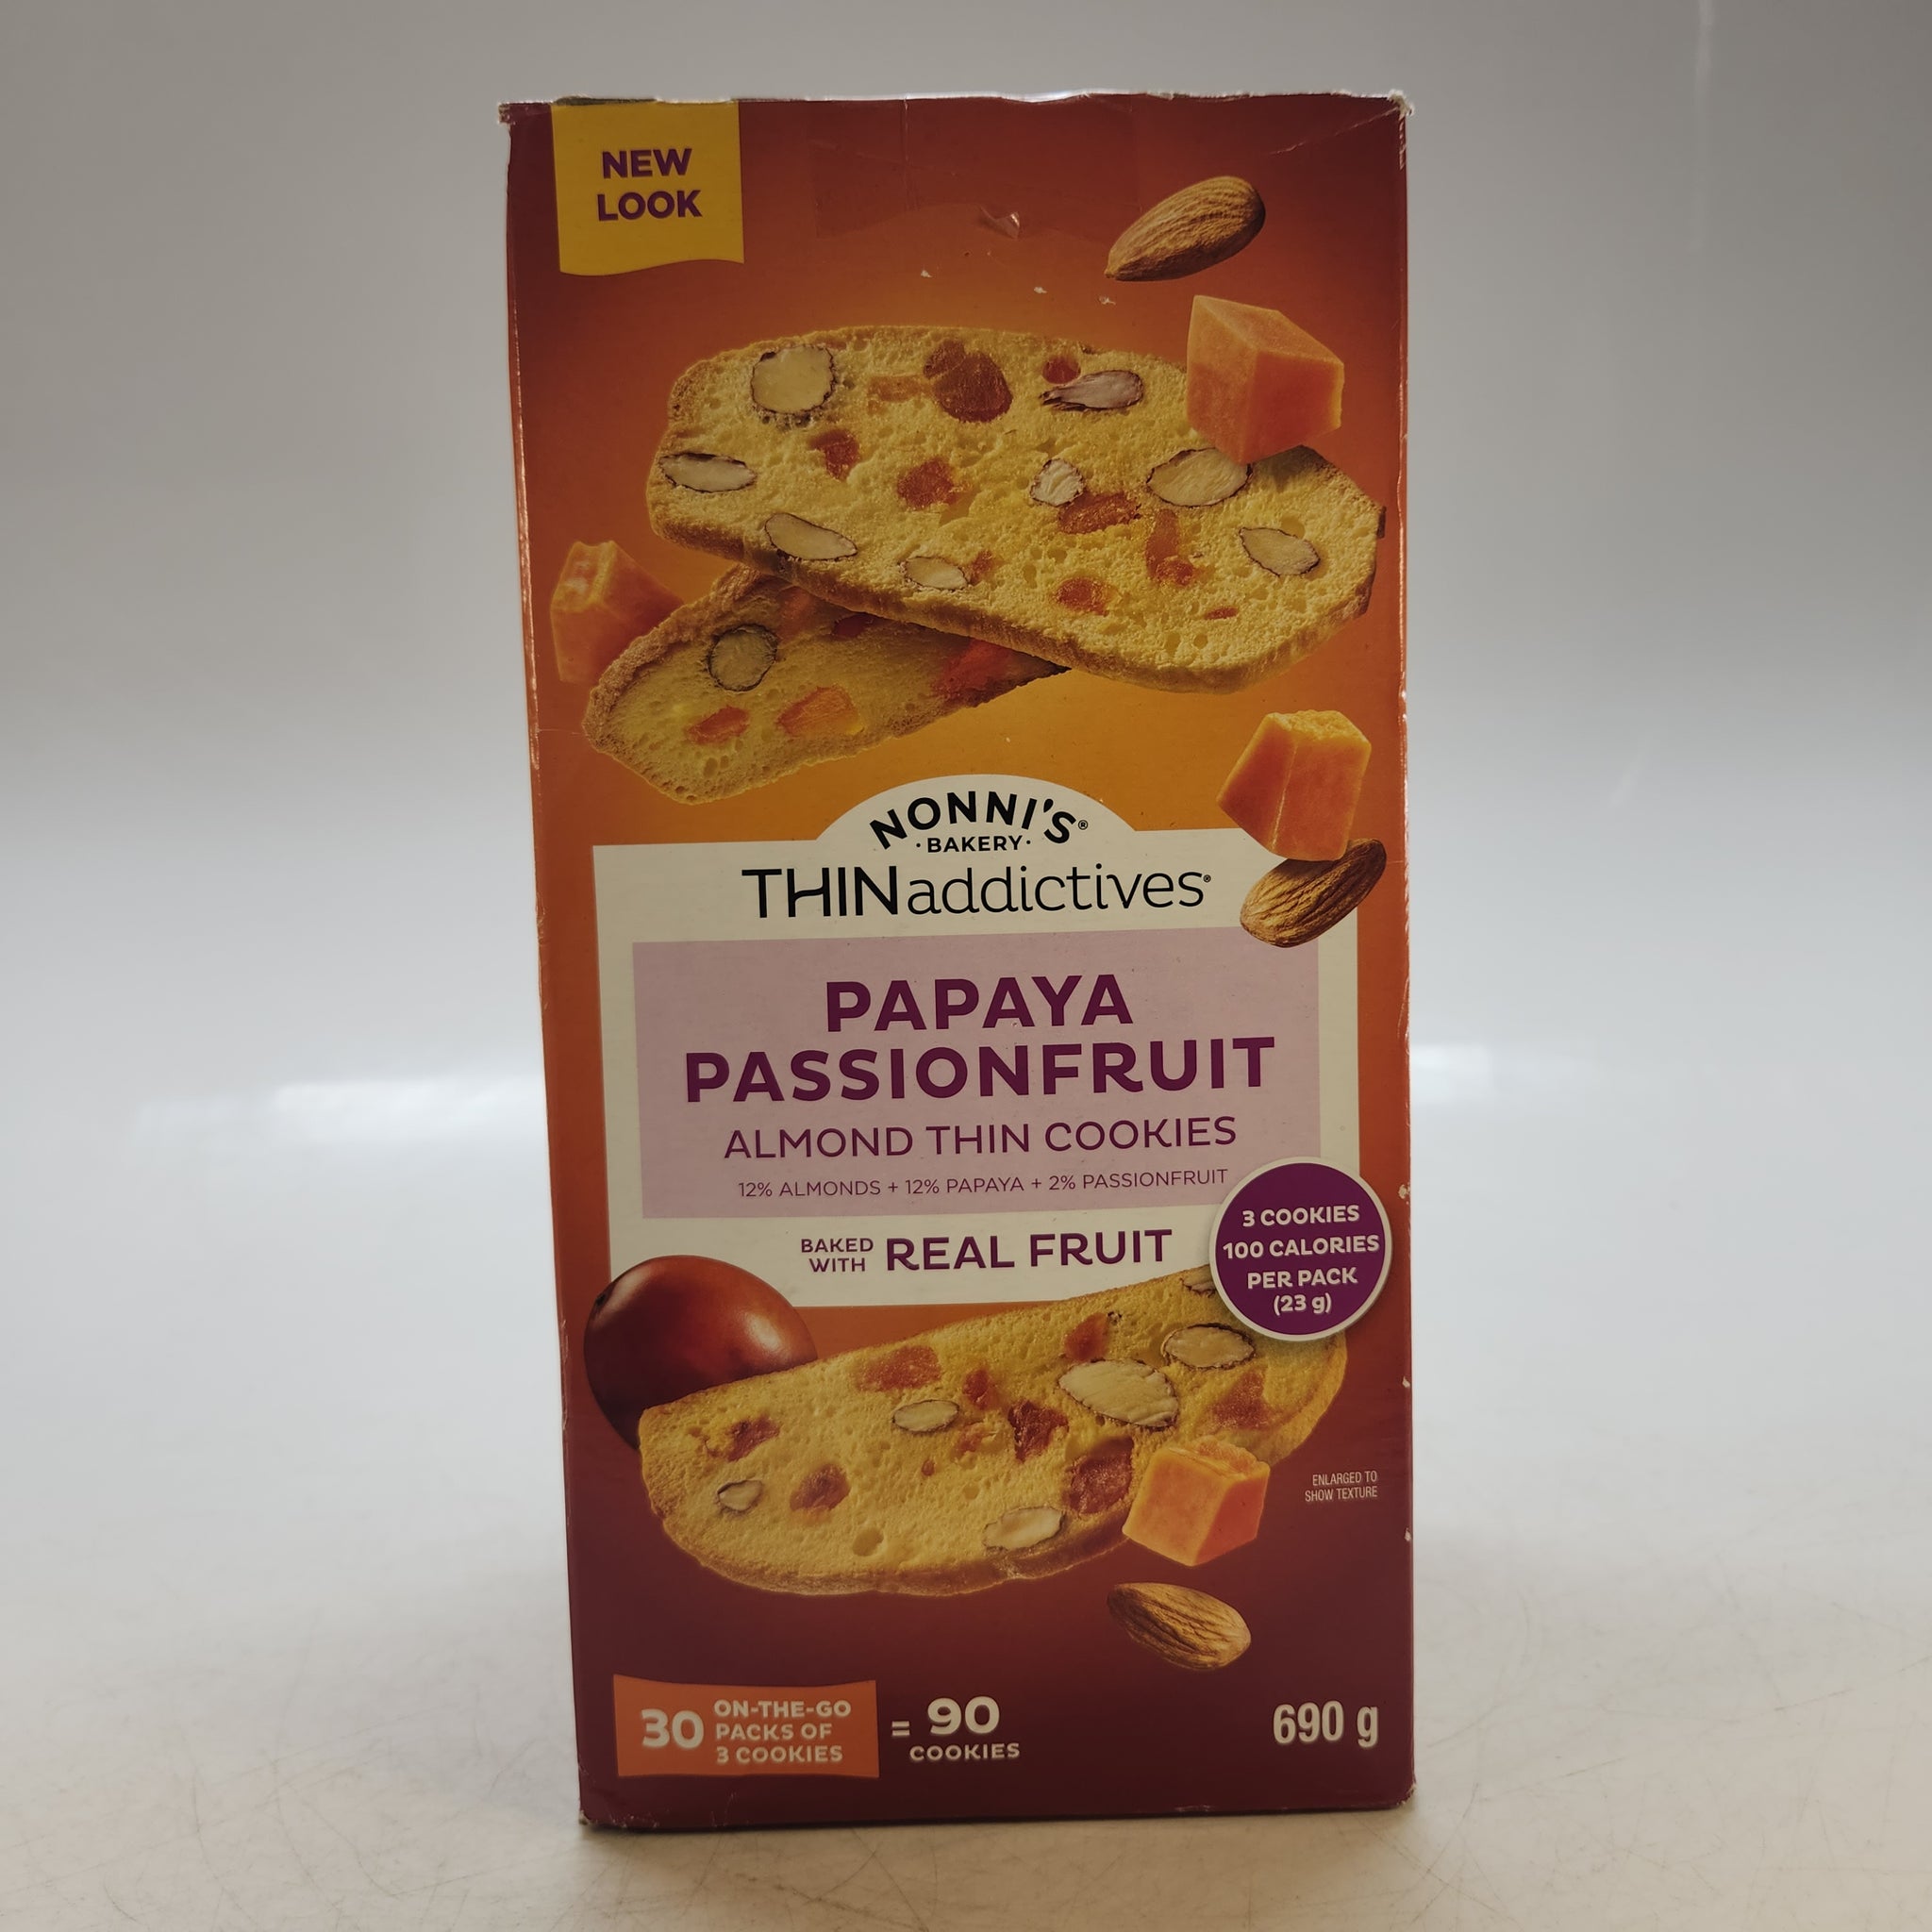 NEW
LOOK
NONNI'S®
·BAKERY·
THINaddictives®
PAPAYA
PASSIONFRUIT
ALMOND THIN COOKIES
12% ALMONDS + 12% PAPAYA + 2% PASSIONFRUIT
BAKED
WITH
REAL FRUIT
3 COOKIES
100 CALORIES
PER PACK
(23 g)
ENLARGED TO
SHOW TEXTURE
30
ON-THE-GO
PACKS OF
3 COOKIES
= 90
COOKIES
690 g